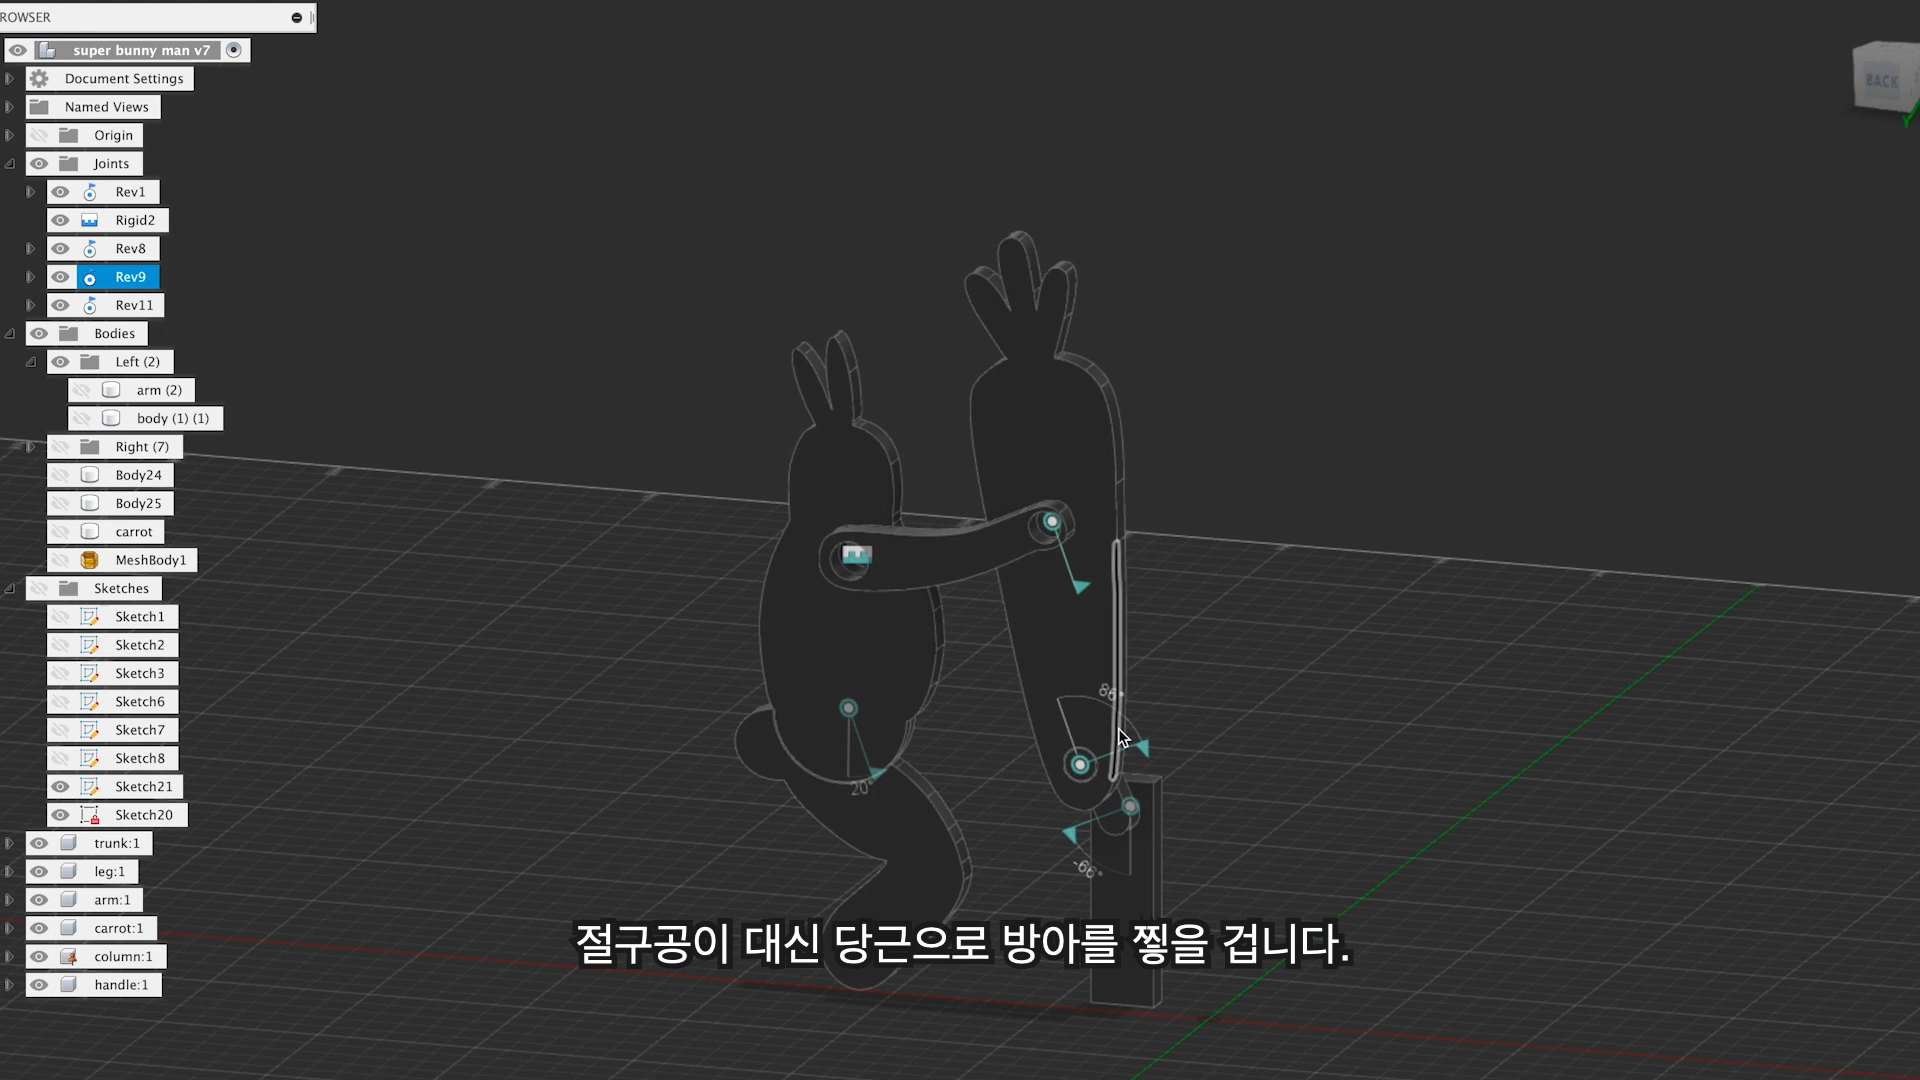 ROWSER
super bunny man v7
Document Settings
Named Views
Origin
Joints
Rev1
Rigid2
Rev8
Rev9
Rev11
Bodies
Left (2)
arm (2)
body (1) (1)
Right (7)
Body24
Body25
carrot
MeshBody1
Sketches
Sketch1
Sketch2
Sketch3
Sketch6
Sketch7
Sketch8
Sketch21
Sketch20
trunk:1
leg:1
arm:1
carrot:1
column:1
handle:1
BACK
Y
86°
20°
-66°
절구공이 대신 당근으로 방아를 찧을 겁니다.